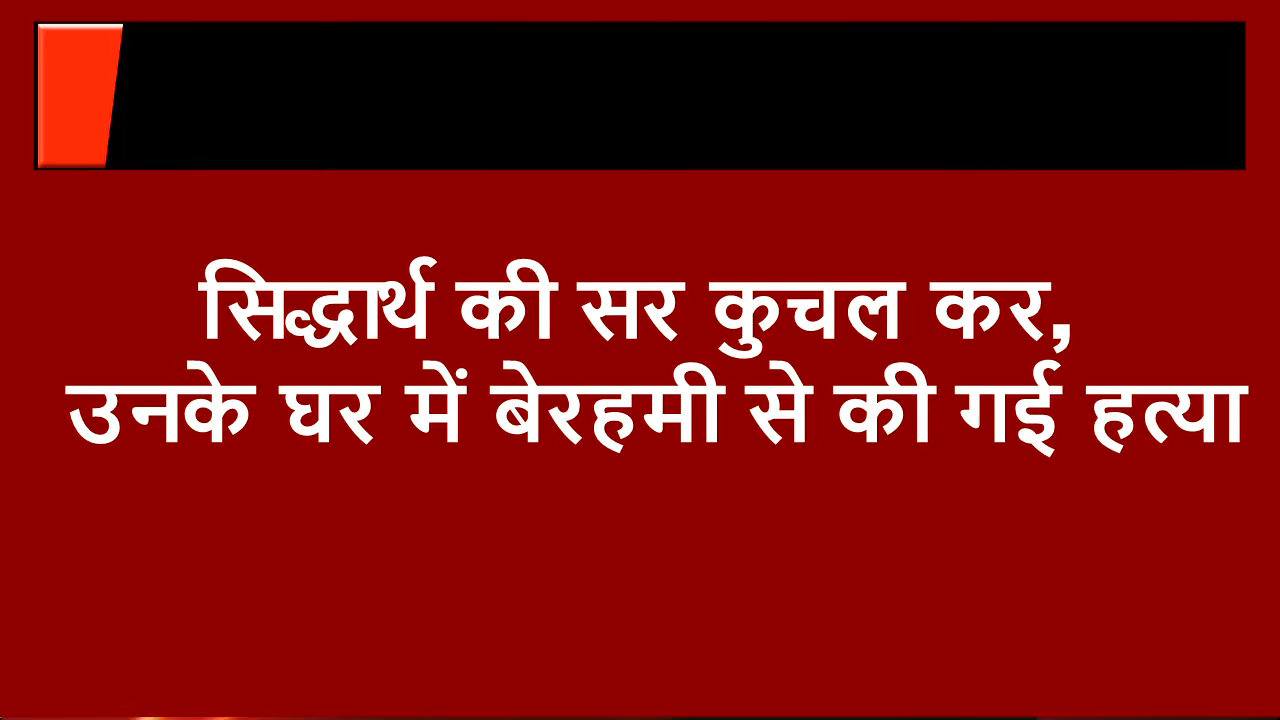 सिद्धार्थ की सर कुचल कर,
उनके घर में बेरहमी से की गई हत्या